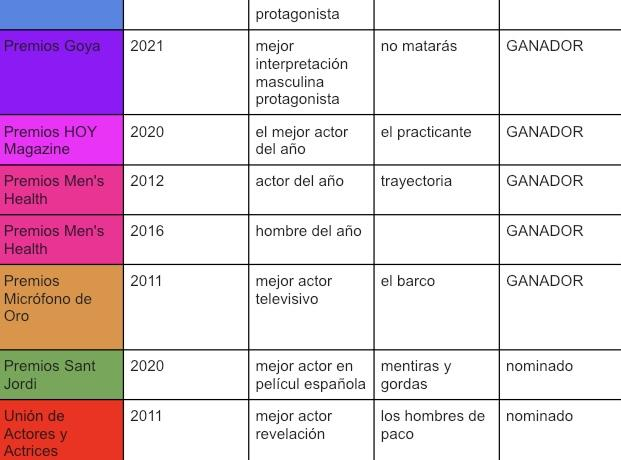 protagonista
Premios Goya 2021 mejor no matarás GANADOR
interpretación
masculina
protagonista
Premios HOY 2020 el mejor actor el practicante GANADOR
Magazine del año
Premios Men's 2012 actor del año trayectoria GANADOR
Health
Premios Men's 2016 hombre del año GANADOR
Health
Premios 2011 mejor actor el barco GANADOR
Micrófono de televisivo
Oro
Premios Sant 2020 mejor actor en mentiras y nominado
Jordi películ española gordas
Unión de 2011 mejor actor los hombres de nominado
Actores y revelación paco
Actrices